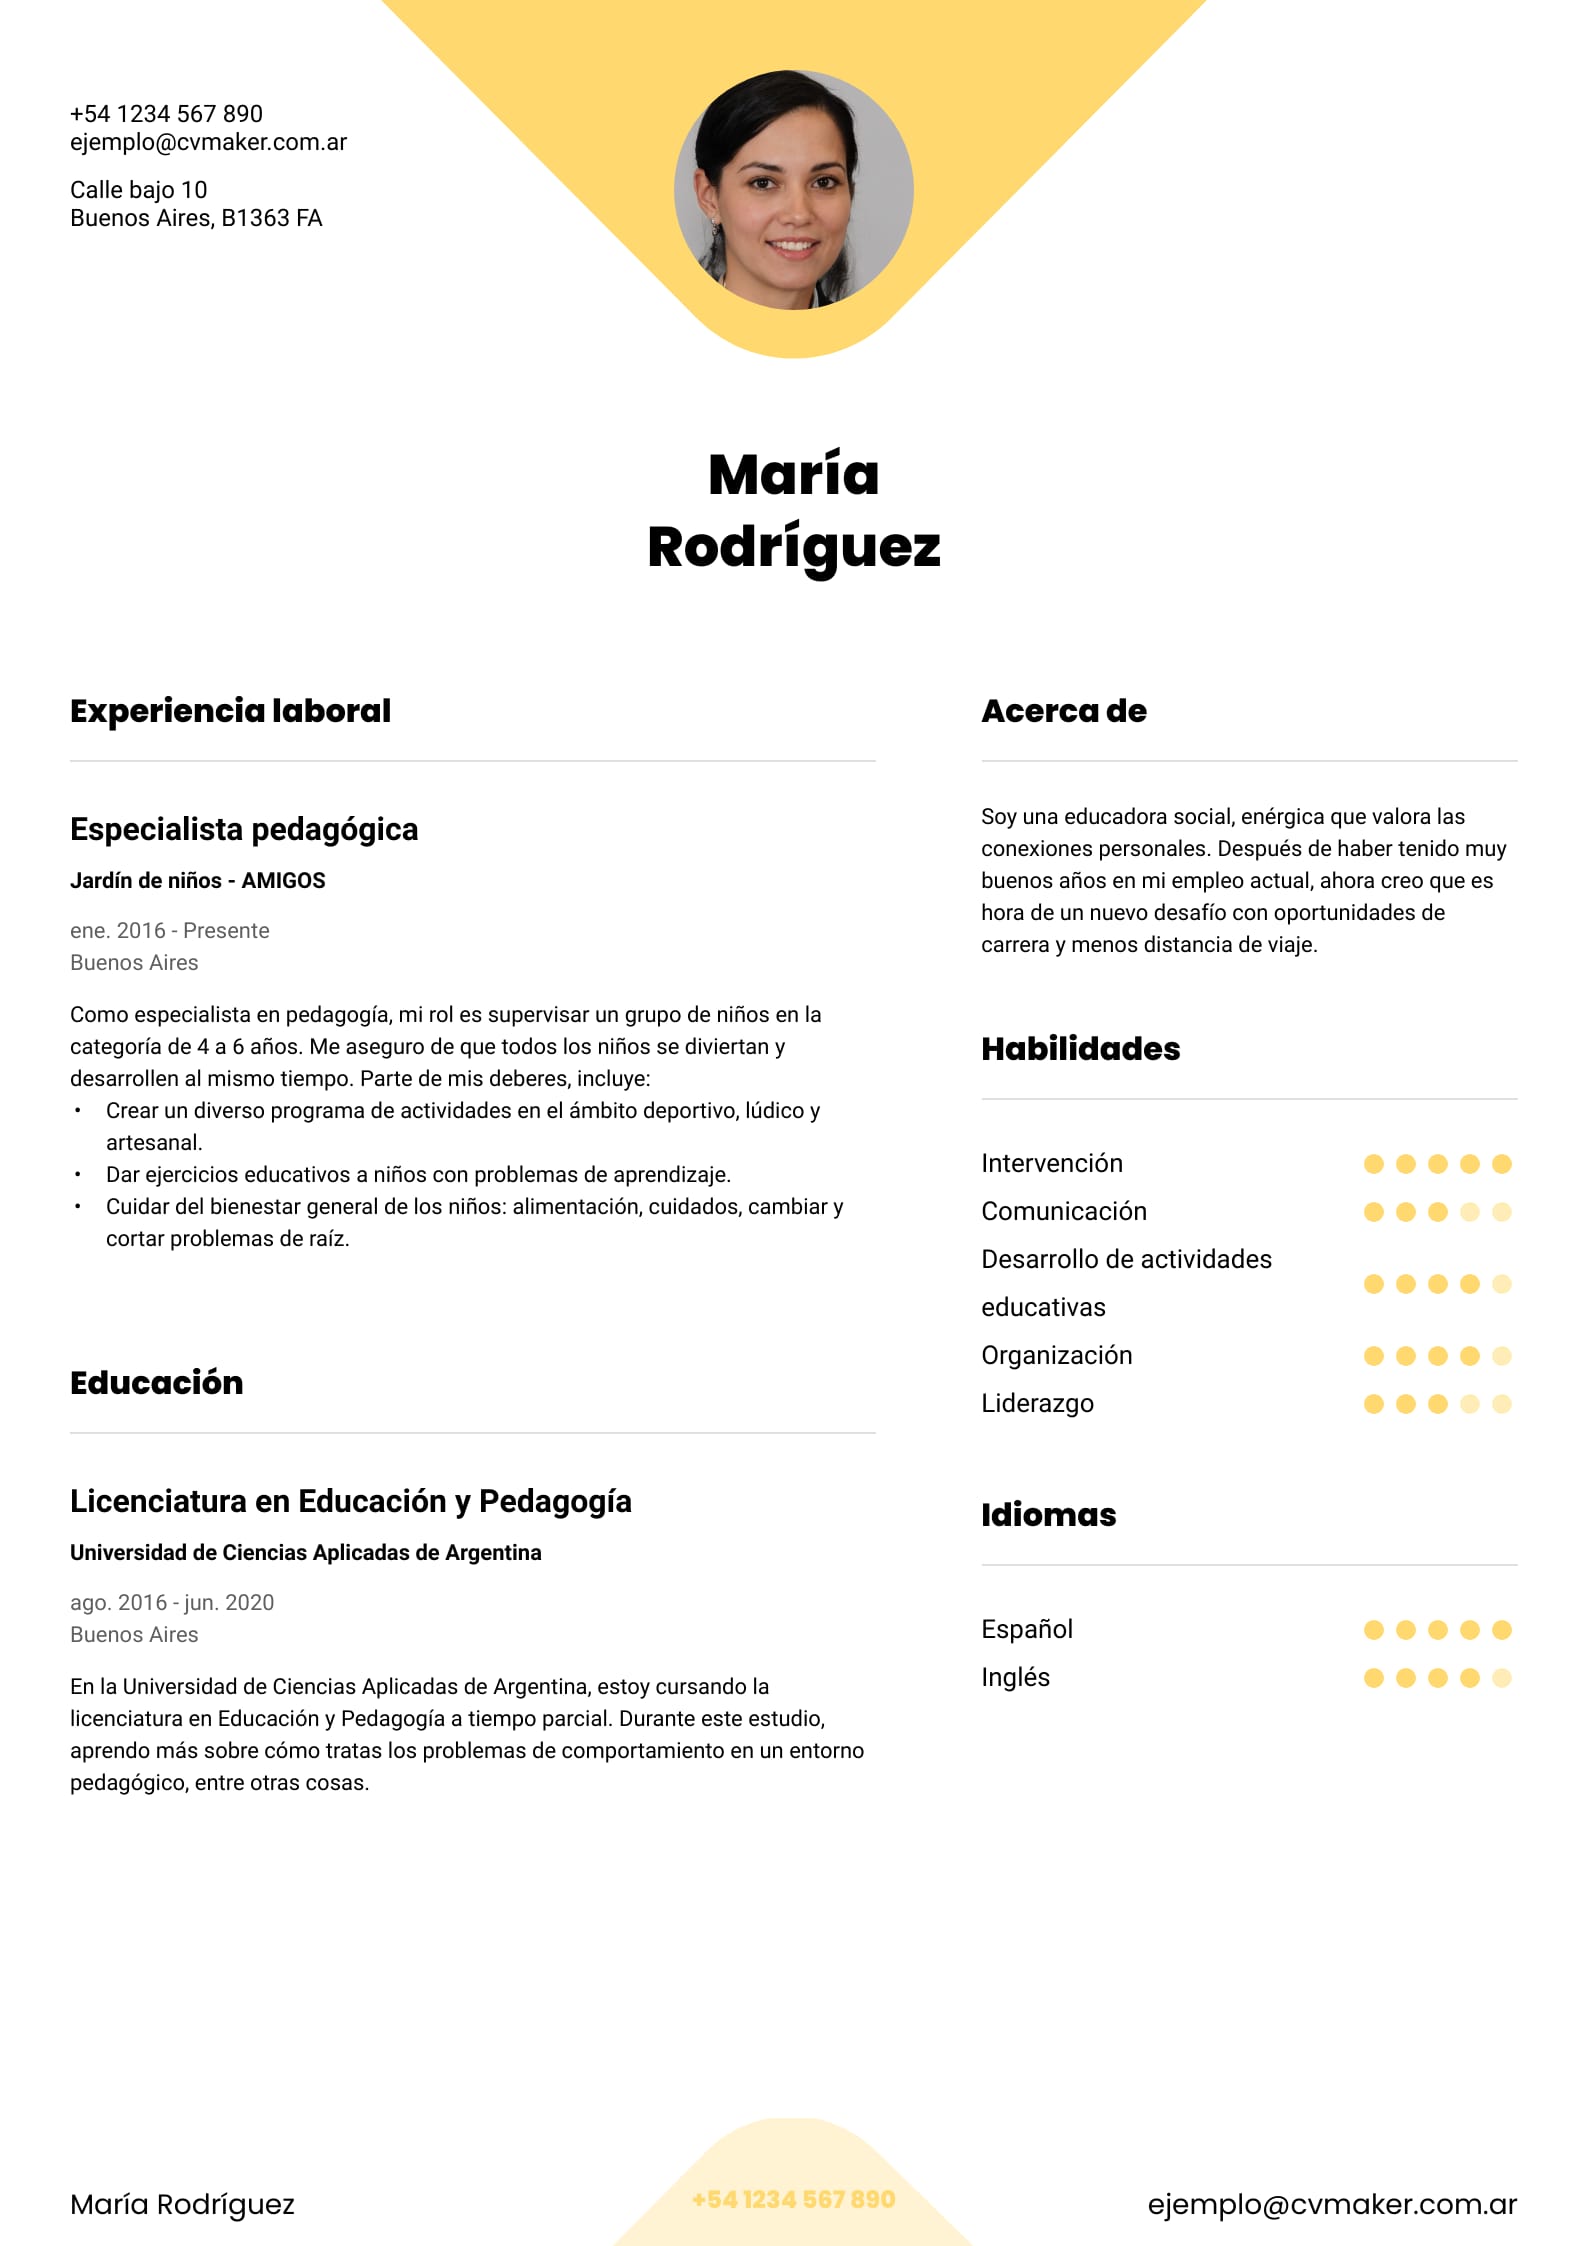 +54 1234 567 890
ejemplo@cvmaker.com.ar
Calle bajo 10
Buenos Aires, B1363 FA
María
Rodríguez
Experiencia laboral
Especialista pedagógica
Jardín de niños - AMIGOS
ene. 2016 - Presente
Buenos Aires
Como especialista en pedagogía, mi rol es supervisar un grupo de niños en la
categoría de 4 a 6 años. Me aseguro de que todos los niños se diviertan y
desarrollen al mismo tiempo. Parte de mis deberes, incluye:
• Crear un diverso programa de actividades en el ámbito deportivo, lúdico y
artesanal.
• Dar ejercicios educativos a niños con problemas de aprendizaje.
• Cuidar del bienestar general de los niños: alimentación, cuidados, cambiar y
cortar problemas de raíz.
Educación
Licenciatura en Educación y Pedagogía
Universidad de Ciencias Aplicadas de Argentina
ago. 2016 - jun. 2020
Buenos Aires
En la Universidad de Ciencias Aplicadas de Argentina, estoy cursando la
licenciatura en Educación y Pedagogía a tiempo parcial. Durante este estudio,
aprendo más sobre cómo tratas los problemas de comportamiento en un entorno
pedagógico, entre otras cosas.
Acerca de
Soy una educadora social, enérgica que valora las
conexiones personales. Después de haber tenido muy
buenos años en mi empleo actual, ahora creo que es
hora de un nuevo desafío con oportunidades de
carrera y menos distancia de viaje.
Habilidades
Intervención
Comunicación
Desarrollo de actividades
educativas
Organización
Liderazgo
Idiomas
Español
Inglés
María Rodríguez
+54 1234 567 890
ejemplo@cvmaker.com.ar